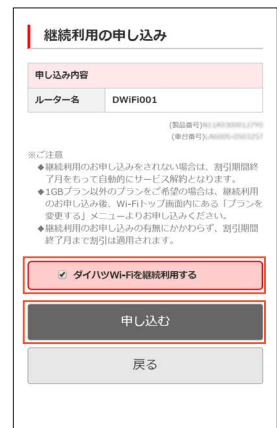 継続利用の申し込み
申し込み内容
ルーター名 DWiFi001
(製品番号)
(車台番号)
※ご注意
◆継続利用のお申し込みをされない場合は、割引期間終
了月をもって自動的にサービス解約となります。
◆1GBプラン以外のプランをご希望の場合は、継続利用
のお申し込み後、Wi-Fiトップ画面内にある「プランを
変更する」メニューよりお申し込みください。
◆継続利用のお申し込みの有無にかかわらず、割引期間
終了月まで割引は適用されます。
ダイハツWi-Fiを継続利用する
申し込む
戻る